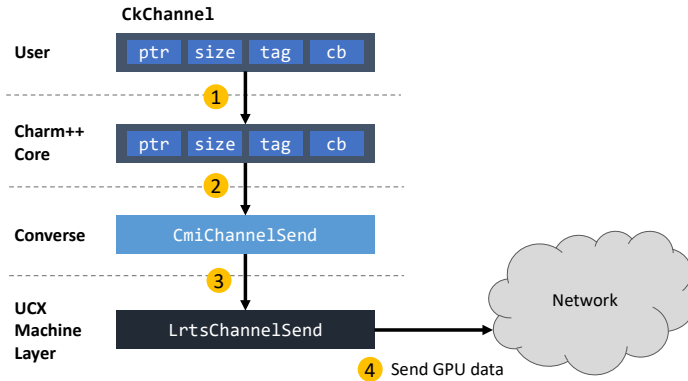 CkChannel
User
ptr size tag cb
1
Charm++
Core
ptr size tag cb
2
Converse
CmiChannelSend
3
UCX
Machine
Layer
LrtsChannelSend
Network
4 Send GPU data